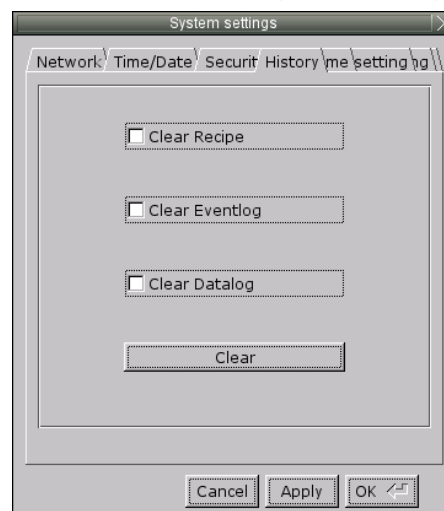 System settings
Network Time/Date Securit History me setting ng
Clear Recipe
Clear Eventlog
Clear Datalog
Clear
Cancel Apply OK